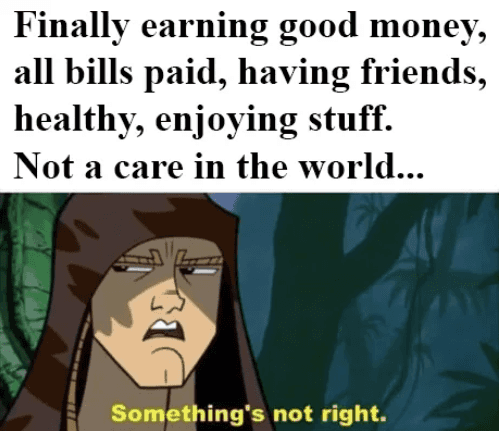 Finally earning good money,
all bills paid, having friends,
healthy, enjoying stuff.
Not a care in the world...
Something's not right.